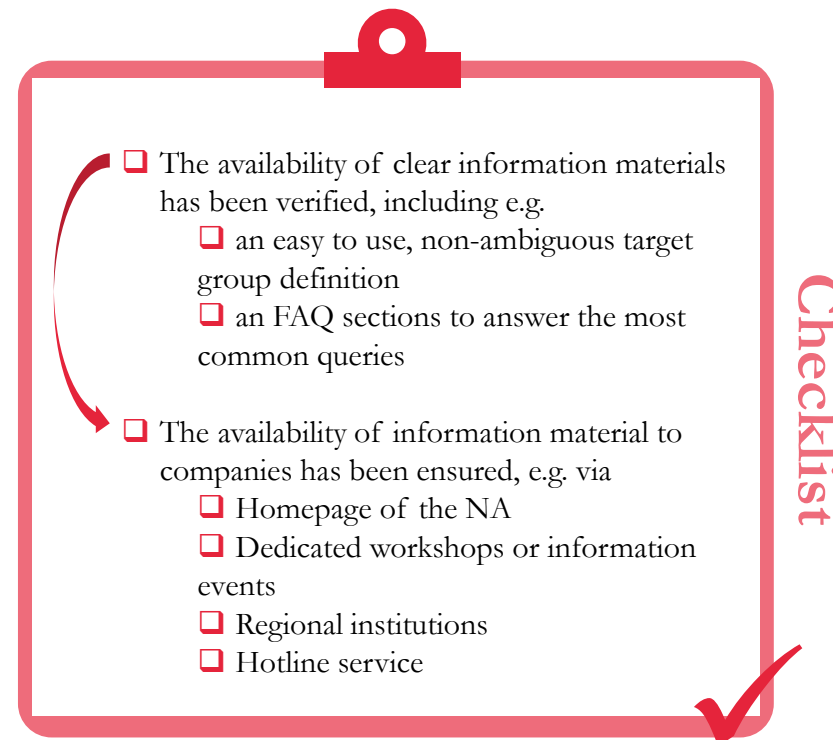 ❑ The availability of clear information materials
has been verified, including e.g.
❑ an easy to use, non-ambiguous target
group definition
❑ an FAQ sections to answer the most
common queries
❑ The availability of information material to
companies has been ensured, e.g. via
❑ Homepage of the NA
❑ Dedicated workshops or information
events
❑ Regional institutions
❑ Hotline service
Checklist